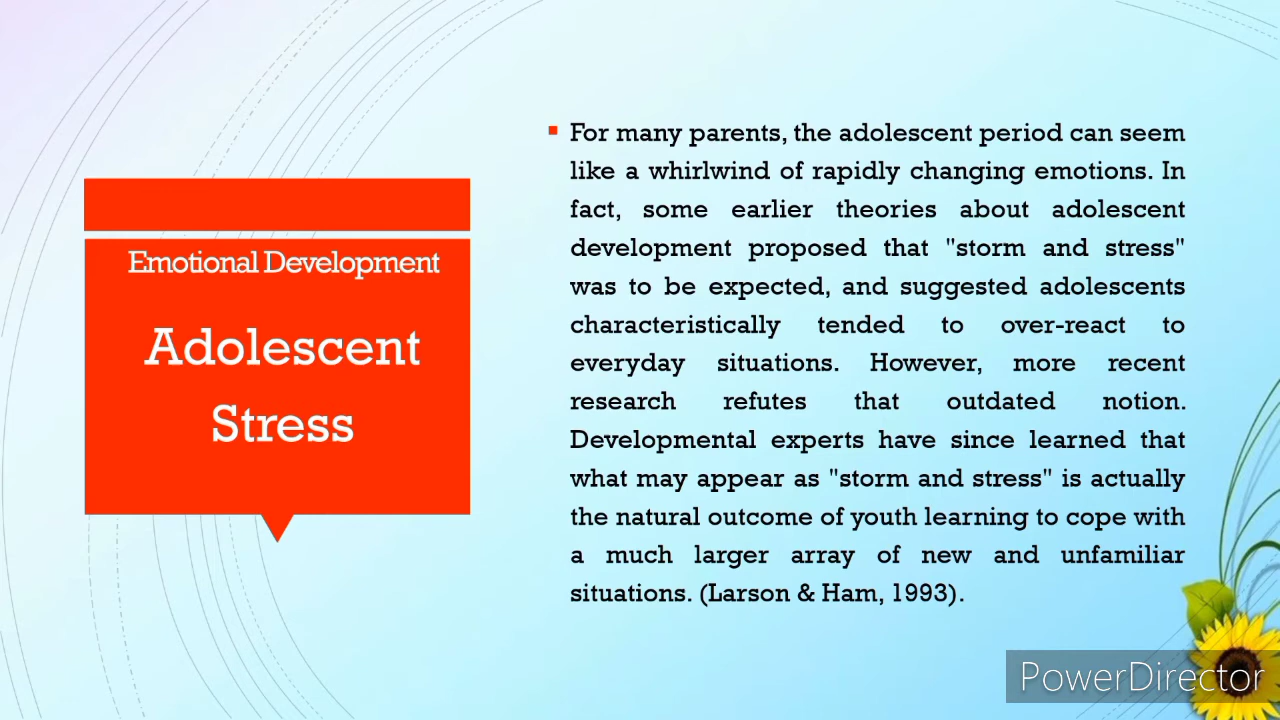 Emotional Development
Adolescent
Stress
For many parents, the adolescent period can seem
like a whirlwind of rapidly changing emotions. In
fact, some earlier theories about adolescent
development proposed that "storm and stress"
was to be expected, and suggested adolescents
characteristically tended to over-react to
everyday situations. However, more recent
research refutes that outdated notion.
Developmental experts have since learned that
what may appear as "storm and stress" is actually
the natural outcome of youth learning to cope with
a much larger array of new and unfamiliar
situations. (Larson & Ham, 1993).
PowerDirector